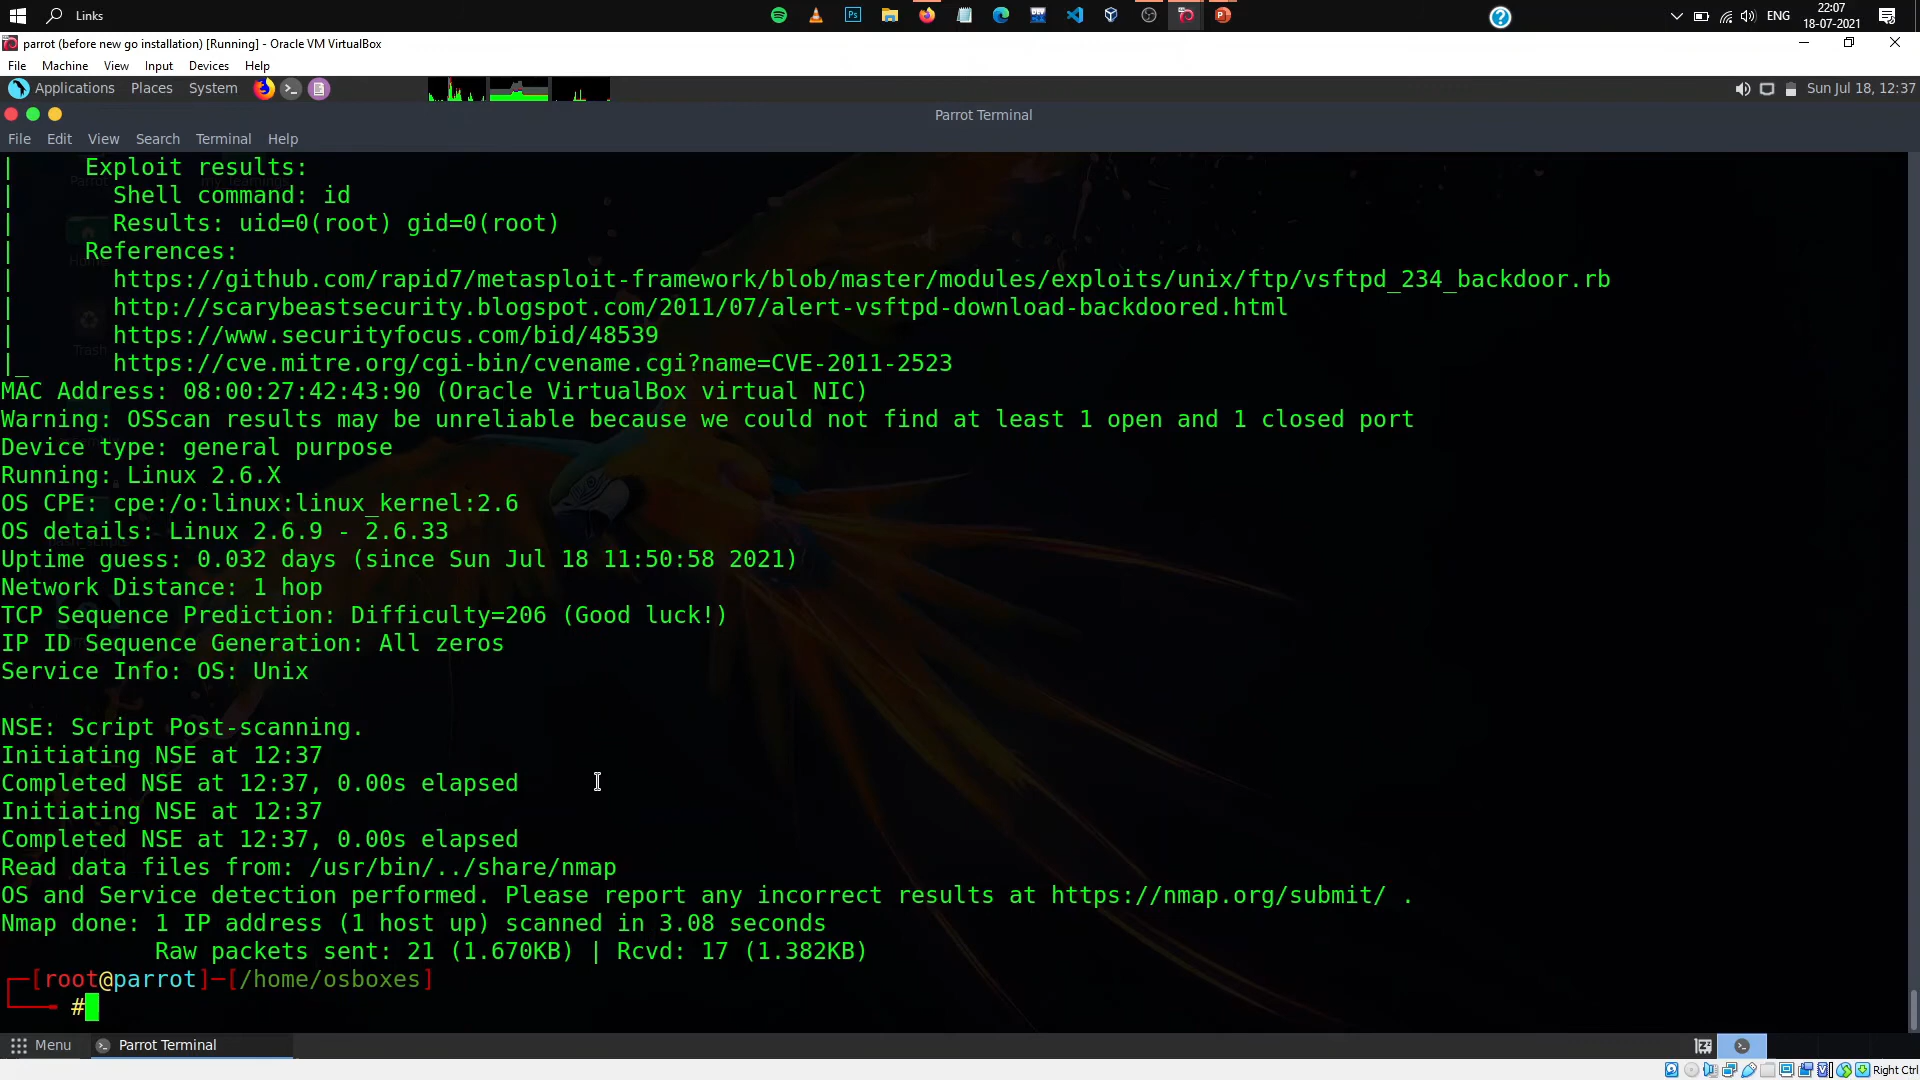 Links
22:07
ENG
18-07-2021
parrot (before new go installation) [Running] - Oracle VM VirtualBox
File Machine View Input Devices Help
Applications Places System
Sun Jul 18, 12:37
Parrot Terminal
File Edit View Search Terminal Help
| Exploit results:
| Shell command: id
| Results: uid=0(root) gid=0(root)
| References:
| https://github.com/rapid7/metasploit-framework/blob/master/modules/exploits/unix/ftp/vsftpd_234_backdoor.rb
| http://scarybeastsecurity.blogspot.com/2011/07/alert-vsftpd-download-backdoored.html
| https://www.securityfocus.com/bid/48539
|_ https://cve.mitre.org/cgi-bin/cvename.cgi?name=CVE-2011-2523
MAC Address: 08:00:27:42:43:90 (Oracle VirtualBox virtual NIC)
Warning: OSScan results may be unreliable because we could not find at least 1 open and 1 closed port
Device type: general purpose
Running: Linux 2.6.X
OS CPE: cpe:/o:linux:linux_kernel:2.6
OS details: Linux 2.6.9 - 2.6.33
Uptime guess: 0.032 days (since Sun Jul 18 11:50:58 2021)
Network Distance: 1 hop
TCP Sequence Prediction: Difficulty=206 (Good luck!)
IP ID Sequence Generation: All zeros
Service Info: OS: Unix
NSE: Script Post-scanning.
Initiating NSE at 12:37
Completed NSE at 12:37, 0.00s elapsed
Initiating NSE at 12:37
Completed NSE at 12:37, 0.00s elapsed
Read data files from: /usr/bin/../share/nmap
OS and Service detection performed. Please report any incorrect results at https://nmap.org/submit/ .
Nmap done: 1 IP address (1 host up) scanned in 3.08 seconds
Raw packets sent: 21 (1.670KB) | Rcvd: 17 (1.382KB)
[root@parrot]─[/home/osboxes]
#
Menu Parrot Terminal
Right Ctrl